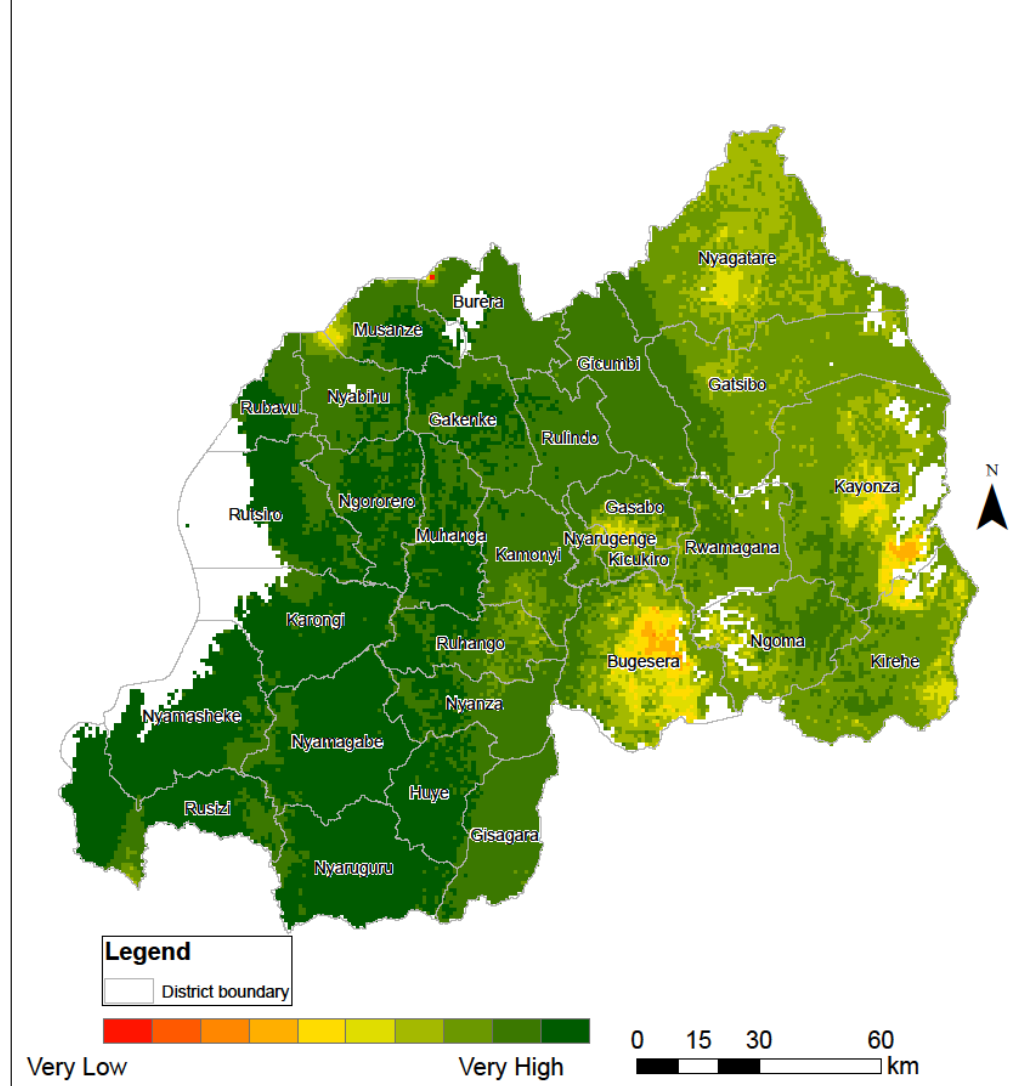 Nyagatare
Burera
Musanze
Gicumbi
Gatsibo
Nyabihu
Rubavu
Gakenke
Rulindo
N
Kayonza
Ngororero
Gasabo
Rutsiro
Muhanga
Nyarugenge
Rwamagana
Kamonyi
Kicukiro
Karongi
Ruhango
Ngoma
Bugesera
Kirehe
Nyanza
Nyamasheke
Nyamagabe
Huye
Rusizi
Gisagara
Nyaruguru
Legend
District boundary
0 15 30 60
km
Very Low
Very High